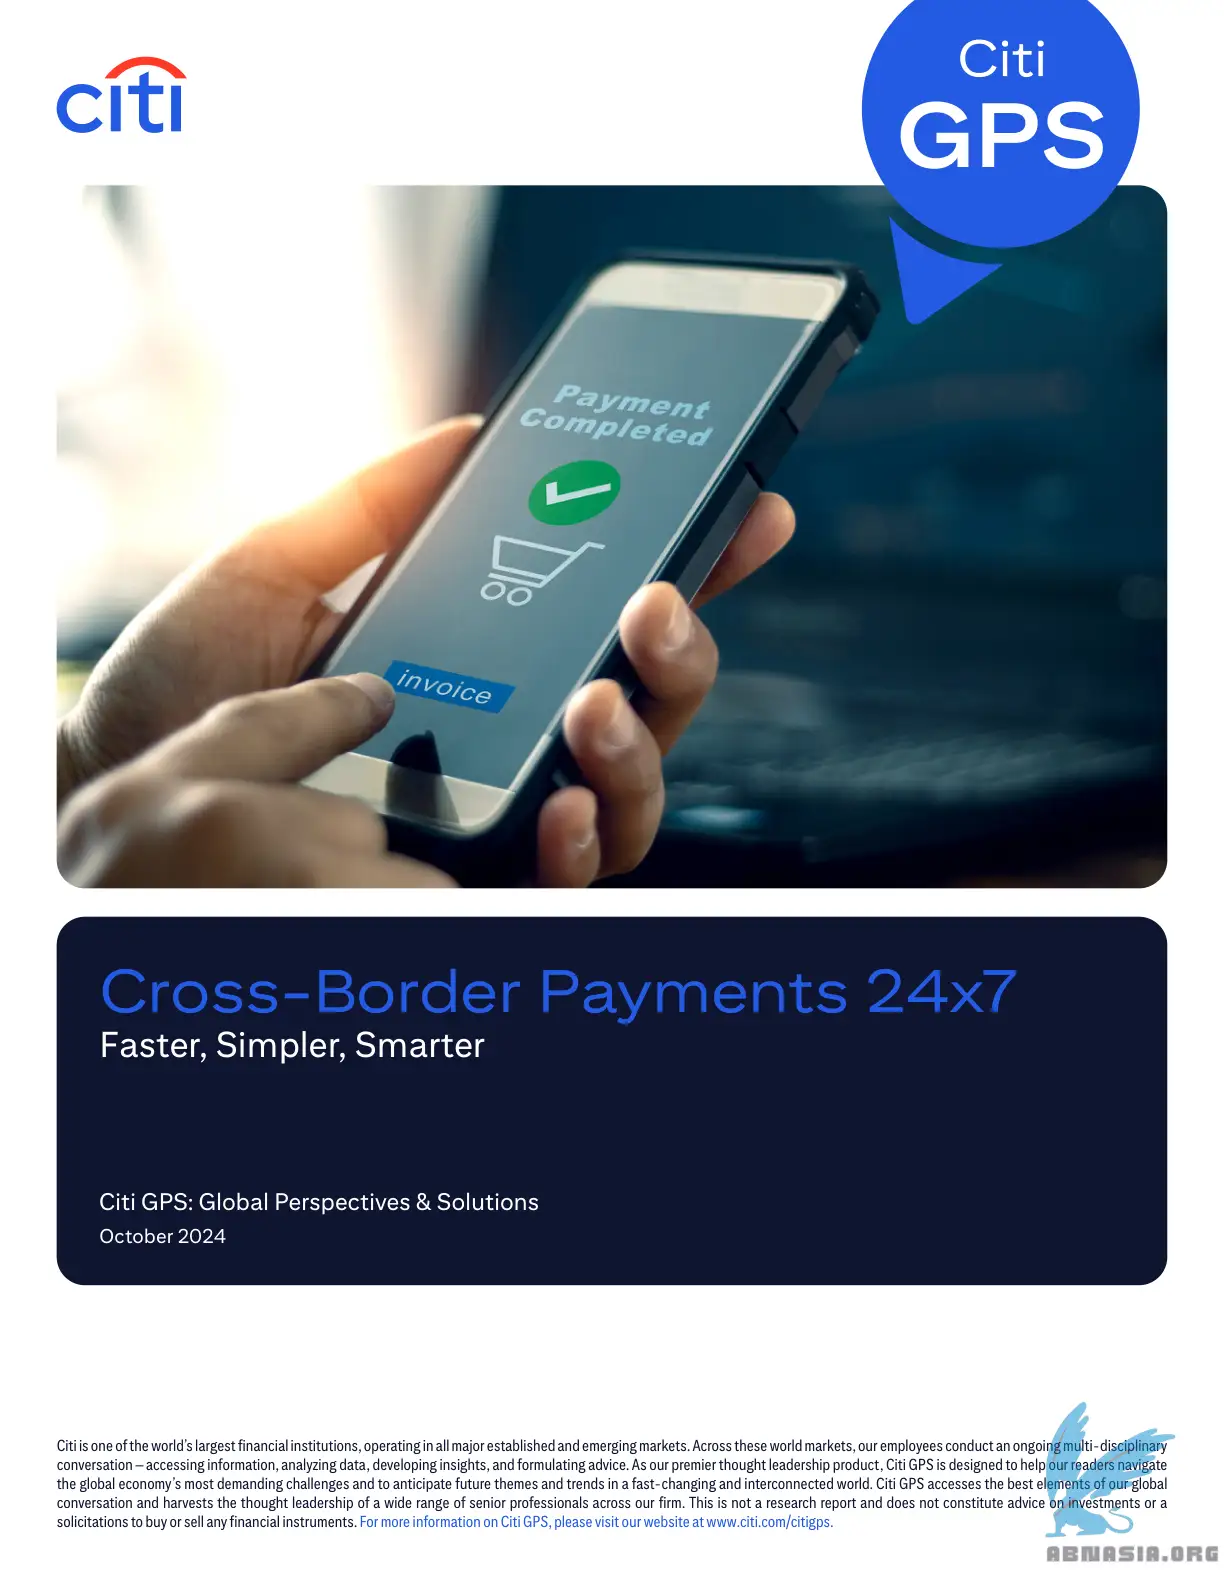 citi
Citi
GPS
Payment
Completed
invoice
Cross-Border Payments 24x7
Faster, Simpler, Smarter
Citi GPS: Global Perspectives & Solutions
October 2024
Citi is one of the world's largest financial institutions, operating in all major established and emerging markets. Across these world markets, our employees conduct an ongoing multi-disciplinary
conversation – accessing information, analyzing data, developing insights, and formulating advice. As our premier thought leadership product, Citi GPS is designed to help our readers navigate
the global economy's most demanding challenges and to anticipate future themes and trends in a fast-changing and interconnected world. Citi GPS accesses the best elements of our global
conversation and harvests the thought leadership of a wide range of senior professionals across our firm. This is not a research report and does not constitute advice on investments or a
solicitations to buy or sell any financial instruments. For more information on Citi GPS, please visit our website at www.citi.com/citigps.
ABNASIA.ORG